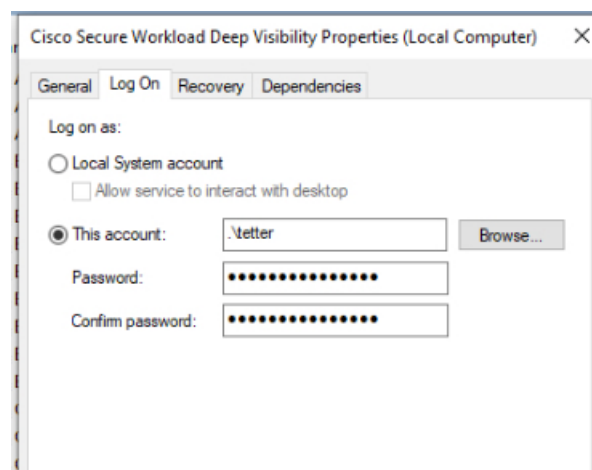 Cisco Secure Workload Deep Visibility Properties (Local Computer)
General Log On Recovery Dependencies
Log on as:
Local System account
Allow service to interact with desktop
This account: .\tetter Browse...
Password: •••••••••••••••
Confirm password: •••••••••••••••